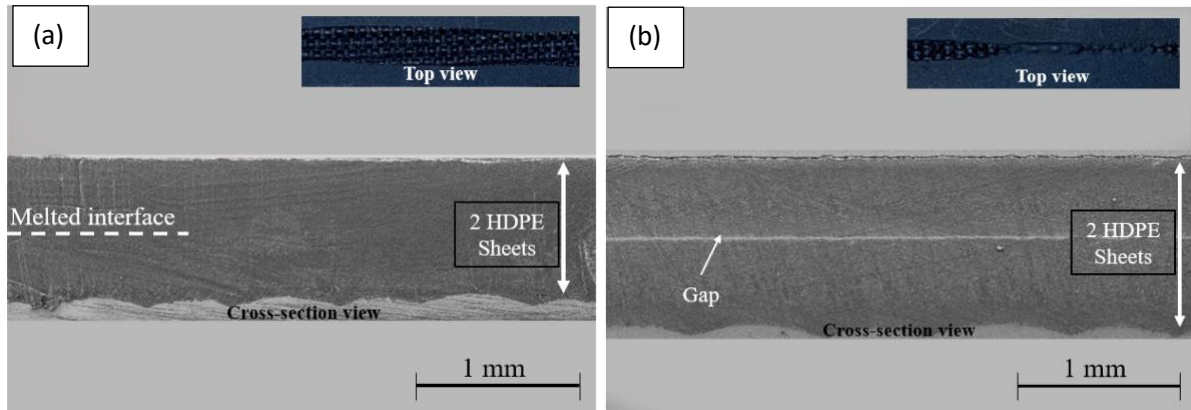 (a)
Top view
Melted interface
2 HDPE
Sheets
Cross-section view
1 mm
(b)
Top view
2 HDPE
Sheets
Gap
Cross-section view
1 mm